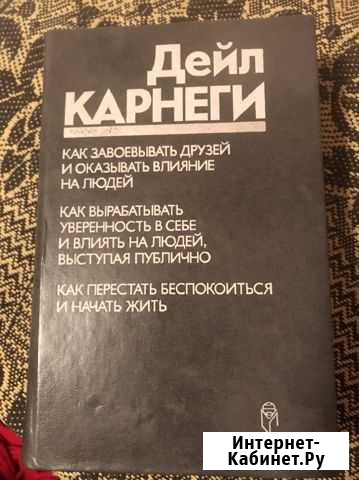 Дейл
КАРНЕГИ
КАК ЗАВОЕВЫВАТЬ ДРУЗЕЙ
И ОКАЗЫВАТЬ ВЛИЯНИЕ
НА ЛЮДЕЙ
КАК ВЫРАБАТЫВАТЬ
УВЕРЕННОСТЬ В СЕБЕ
И ВЛИЯТЬ НА ЛЮДЕЙ,
ВЫСТУПАЯ ПУБЛИЧНО
КАК ПЕРЕСТАТЬ БЕСПОКОИТЬСЯ
И НАЧАТЬ ЖИТЬ
Интернет-
Кабинет.Ру